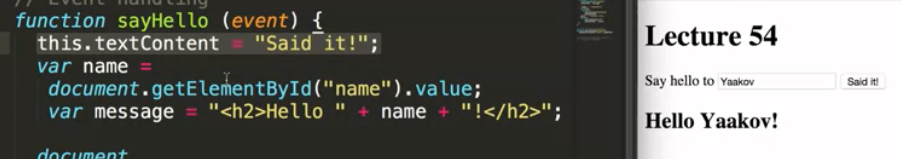 // Event handling
function sayHello (event) {
this.textContent = "Said it!";
var name =
document.getElementById("name").value;
var message = "<h2>Hello " + name + "!</h2>";
document
Lecture 54
Say hello to Yaakov Said it!
Hello Yaakov!